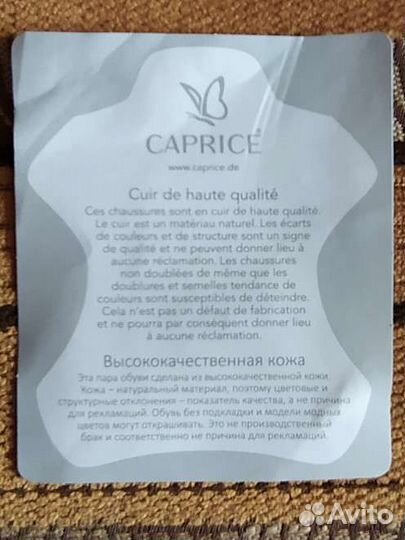 CAPRICE
www.caprice.de
Cuir de haute qualité
Ces chaussures sont en cuir de haute qualité.
Le cuir est un matériau naturel. Les écarts
de couleurs et de structure sont un signe
de qualité et ne peuvent donner lieu à
aucune réclamation. Les chaussures
non doublées de même que les
doublures et semelles tendance de
couleurs sont susceptibles de déteindre.
Cela n'est pas un défaut de fabrication
et ne pourra par conséquent donner lieu
à aucune réclamation.
Высококачественная кожа
Эта пара обуви сделана из высококачественной кожи.
Кожа – натуральный материал, поэтому цветовые и
структурные отклонения – показатель качества, а не причина
для рекламаций. Обувь без подкладки и модели модных
цветов могут открашивать. Это не производственный
брак и соответственно не причина для рекламаций.
Avito